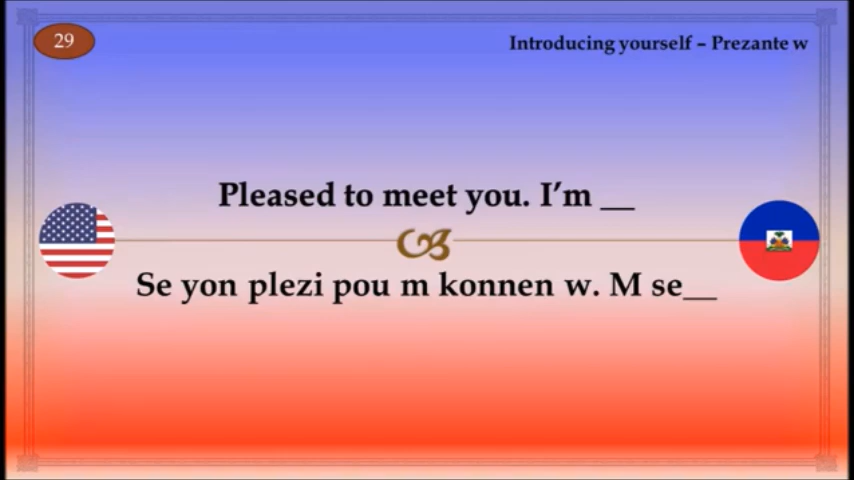 29
Introducing yourself – Prezante w
Pleased to meet you. I’m __
Se yon plezi pou m konnen w. M se__